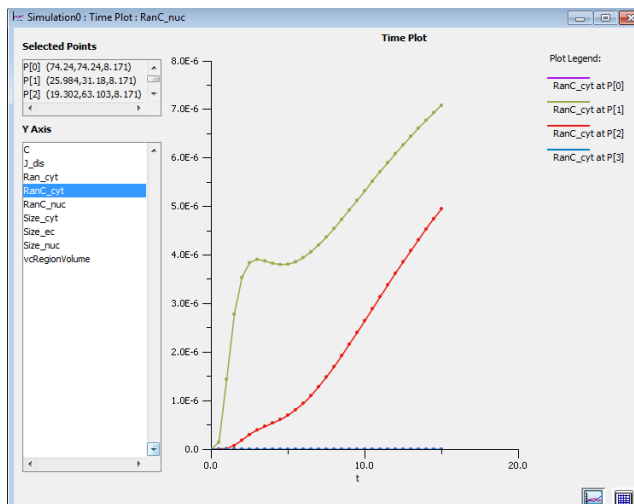 Simulation0 : Time Plot : RanC_nuc
Selected Points
P[0] (74.24,74.24,8.171)
P[1] (25.984,31.18,8.171)
P[2] (19.302,63.103,8.171)
Y Axis
C
J_dis
Ran_cyt
RanC_cyt
RanC_nuc
Size_cyt
Size_ec
Size_nuc
vcRegionVolume
Time Plot
8.0E-6
7.0E-6
6.0E-6
5.0E-6
4.0E-6
3.0E-6
2.0E-6
1.0E-6
0.0
0.0 10.0 20.0
t
Plot Legend:
RanC_cyt at P[0]
RanC_cyt at P[1]
RanC_cyt at P[2]
RanC_cyt at P[3]